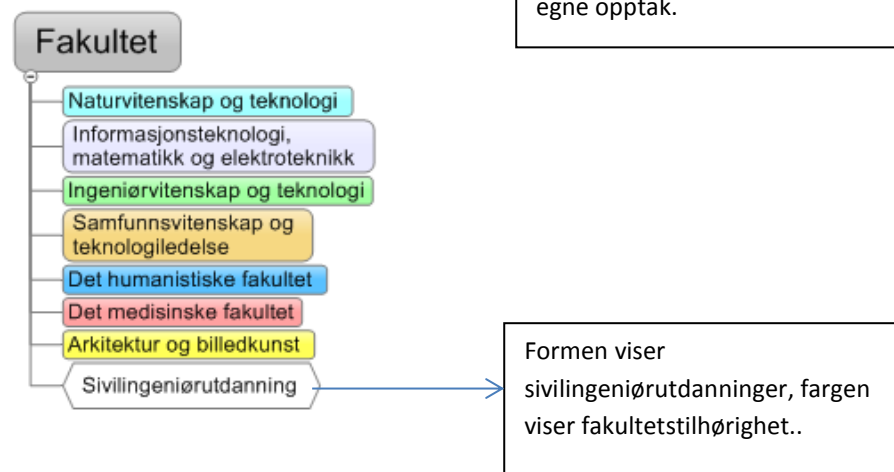 egne opptak.
Fakultet
Naturvitenskap og teknologi
Informasjonsteknologi,
matematikk og elektroteknikk
Ingeniørvitenskap og teknologi
Samfunnsvitenskap og
teknologiledelse
Det humanistiske fakultet
Det medisinske fakultet
Arkitektur og billedkunst
Sivilingeniørutdanning
Formen viser
sivilingeniørutdanninger, fargen
viser fakultetstilhørighet..